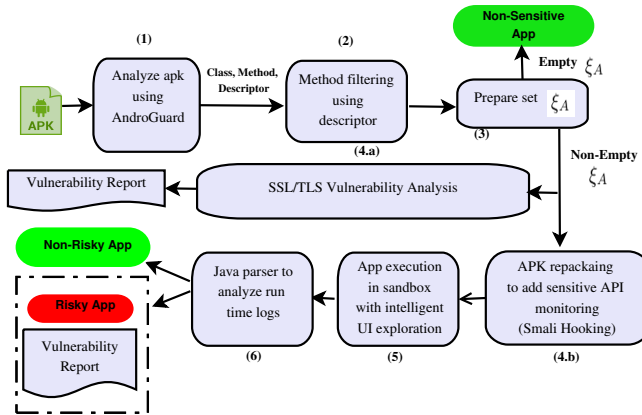 (1)
Analyze apk
using
AndroGuard
APK
Class, Method,
Descriptor
(2)
Method filtering
using
descriptor
Non-Sensitive
App
Empty ξA
Prepare set ξA
(3)
Non-Empty
ξA
(4.a)
SSL/TLS Vulnerability Analysis
Vulnerability Report
APK repackaing
to add sensitive API
monitoring
(Smali Hooking)
(4.b)
App execution
in sandbox
with intelligent
UI exploration
(5)
Java parser to
analyze run
time logs
(6)
Non-Risky App
Risky App
Vulnerability
Report